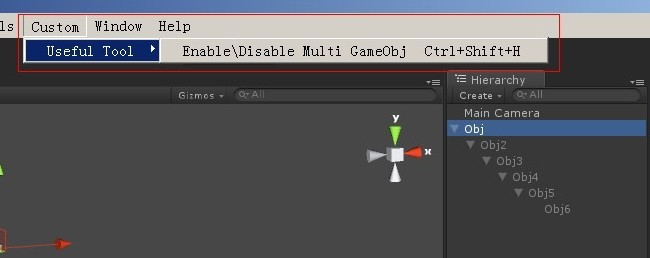 ls Custom Window Help
Useful Tool Enable\Disable Multi GameObj Ctrl+Shift+H
Hierarchy
Gizmos All Create All
Main Camera
y
Obj
x
Obj2
Obj3
Obj4
Obj5
Obj6